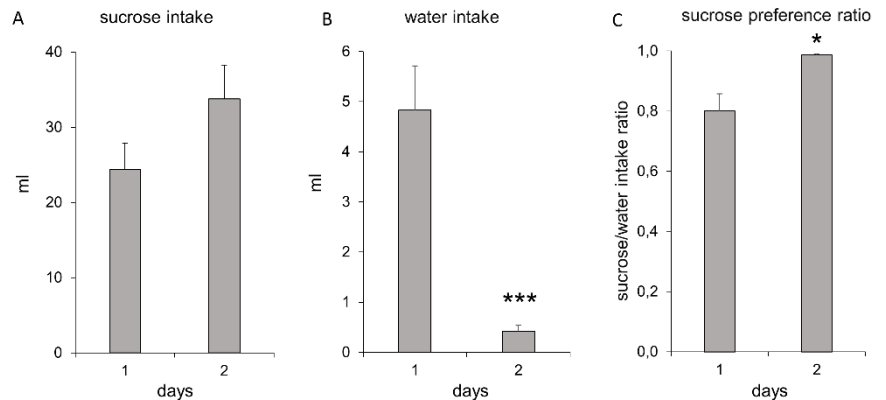 A sucrose intake
40
30
20
10
0
ml
1 2
days
B water intake
6
5
4
3
2
1
0
ml
***
1 2
days
C sucrose preference ratio
1,0
0,8
0,6
0,4
0,2
0,0
sucrose/water intake ratio
*
1 2
days